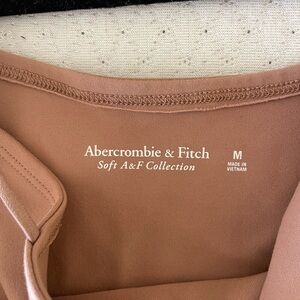 Abercrombie & Fitch
Soft A&F Collection
M
MADE IN
VIETNAM